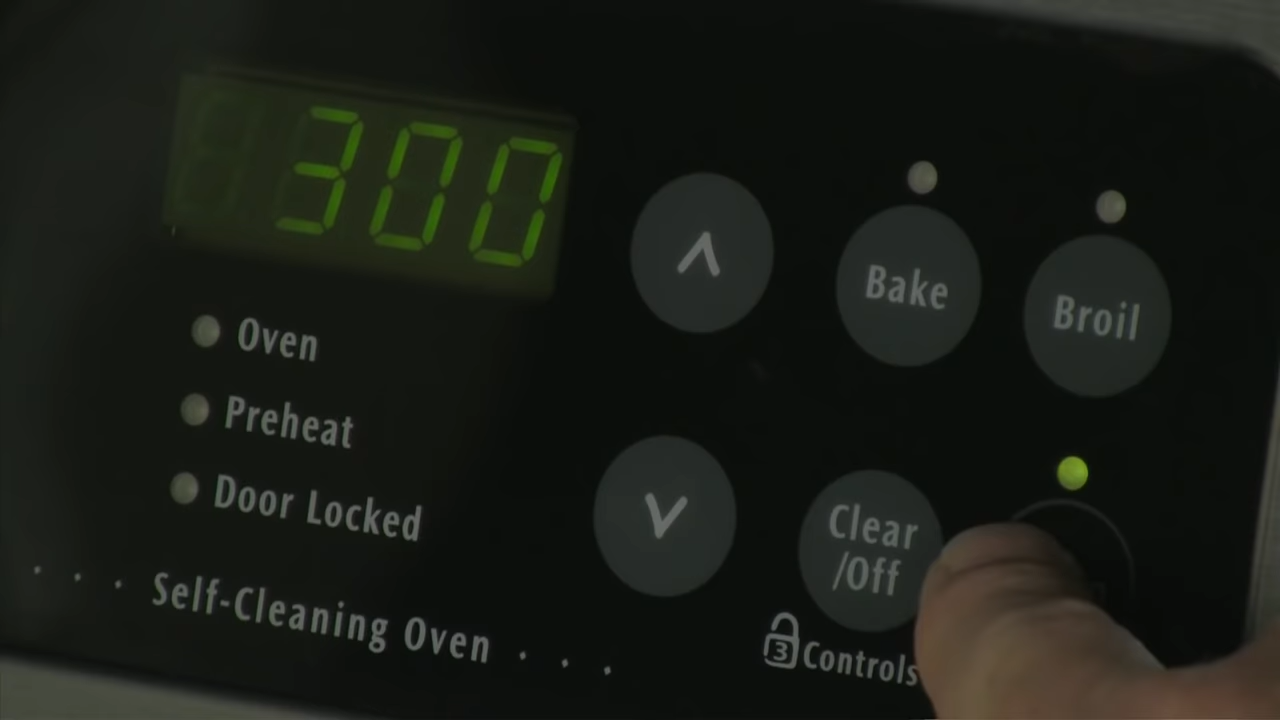 300
Bake
Broil
Oven
Preheat
Door Locked
Clear
/Off
. . . Self-Cleaning Oven . . .
3 Controls